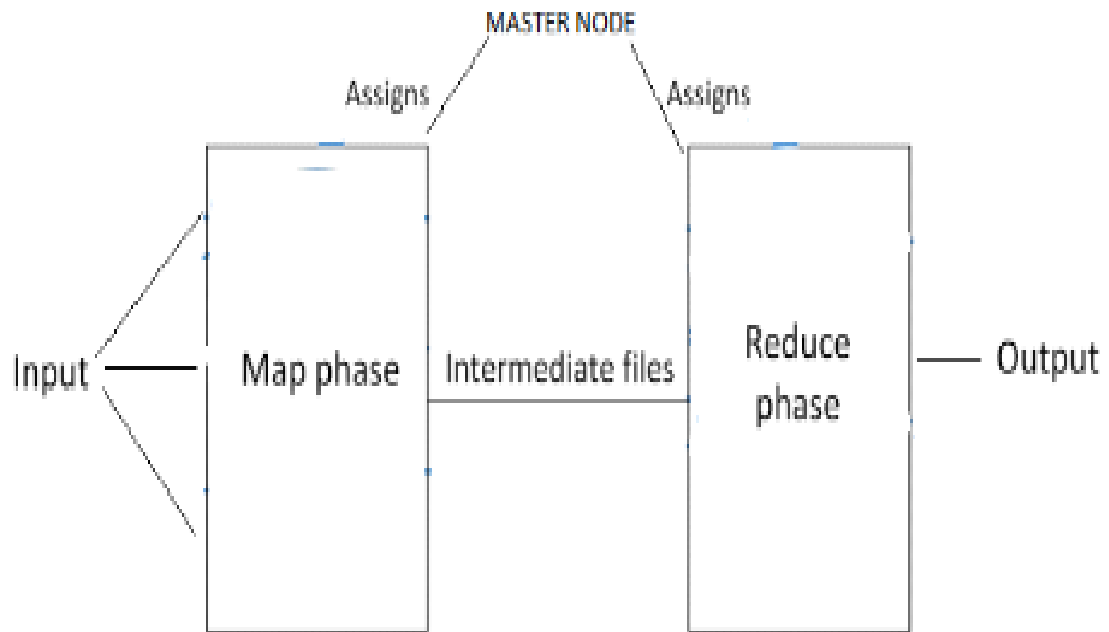 MASTER NODE
Assigns
Assigns
Input
Map phase
Intermediate files
Reduce
phase
Output